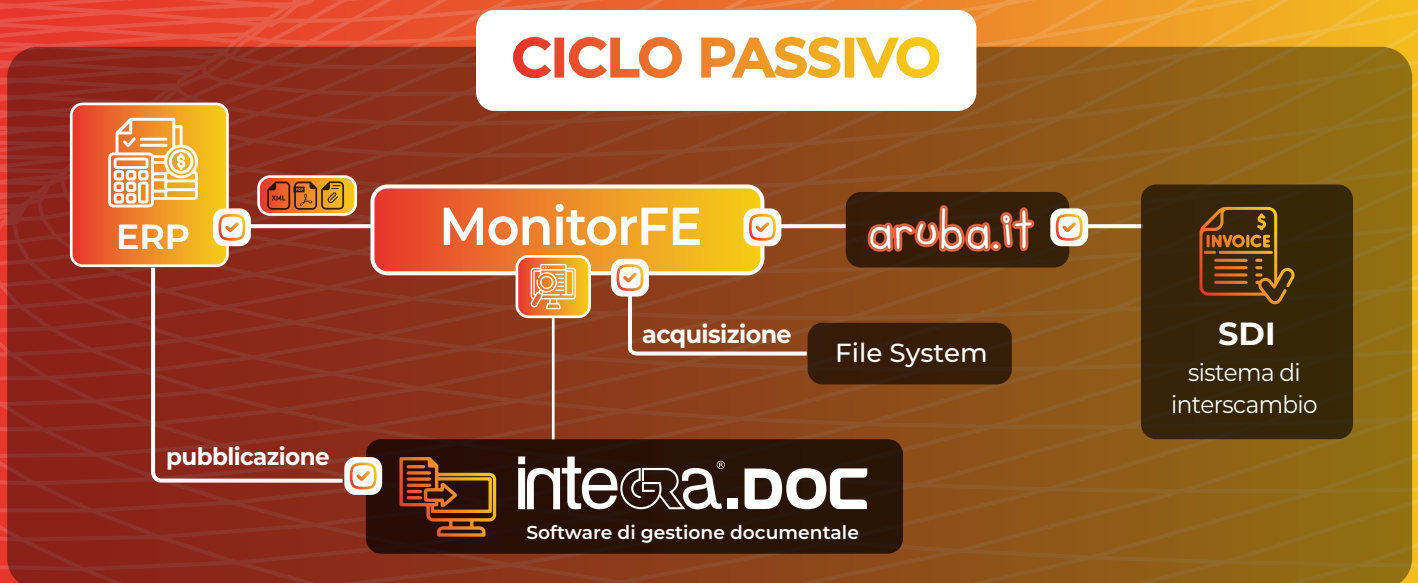 CICLO PASSIVO
ERP
XML
PDF
MonitorFE
aruba.it
$
INVOICE
SDI
sistema di
interscambio
acquisizione
File System
pubblicazione
inteGRa®.DOC
Software di gestione documentale